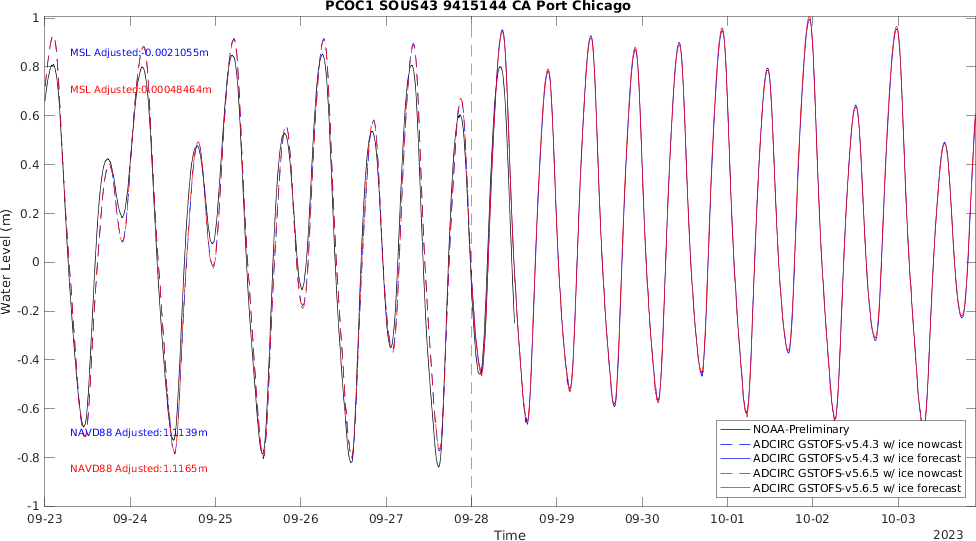 PCOC1 SOUS43 9415144 CA Port Chicago
Water Level (m)
1
0.8
0.6
0.4
0.2
0
-0.2
-0.4
-0.6
-0.8
-1
MSL Adjusted:-0.0021055m
MSL Adjusted:0.00048464m
NAVD88 Adjusted:1.1139m
NAVD88 Adjusted:1.1165m
NOAA-Preliminary
ADCIRC GSTOFS-v5.4.3 w/ ice nowcast
ADCIRC GSTOFS-v5.4.3 w/ ice forecast
ADCIRC GSTOFS-v5.6.5 w/ ice nowcast
ADCIRC GSTOFS-v5.6.5 w/ ice forecast
09-23 09-24 09-25 09-26 09-27 09-28 09-29 09-30 10-01 10-02 10-03
Time
2023